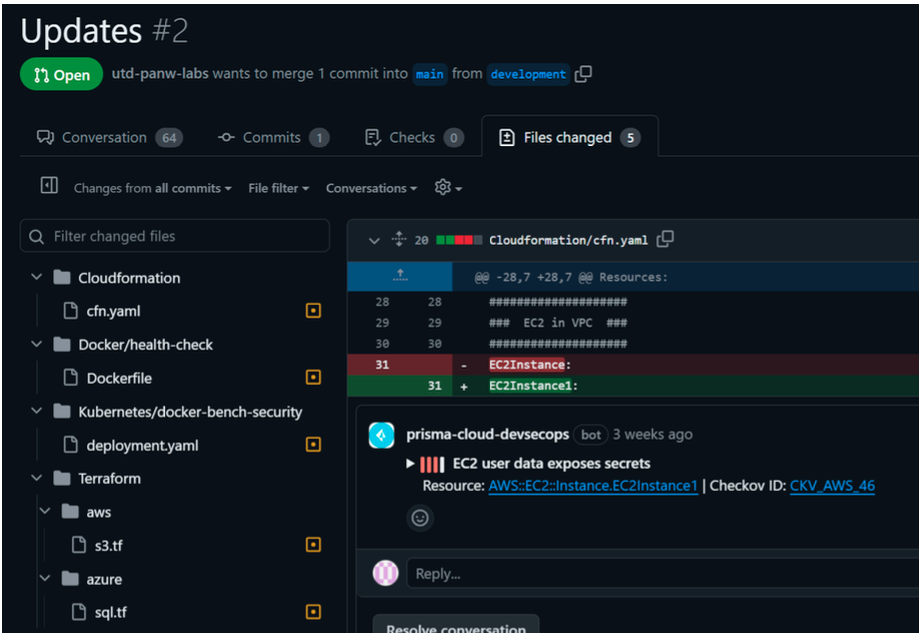 Updates #2
Open utd-panw-labs wants to merge 1 commit into main from development
Conversation 64 Commits 1 Checks 0 Files changed 5
Changes from all commits File filter Conversations
Filter changed files
Cloudformation
cfn.yaml
Docker/health-check
Dockerfile
Kubernetes/docker-bench-security
deployment.yaml
Terraform
aws
s3.tf
azure
sql.tf
20 Cloudformation/cfn.yaml
@@ -28,7 +28,7 @@ Resources:
28 28 ####################
29 29 ### EC2 in VPC ###
30 30 ####################
31 - EC2Instance:
31 + EC2Instance1:
prisma-cloud-devsecops bot 3 weeks ago
EC2 user data exposes secrets
Resource: AWS::EC2::Instance.EC2Instance1 | Checkov ID: CKV_AWS_46
Reply...
Resolve conversation